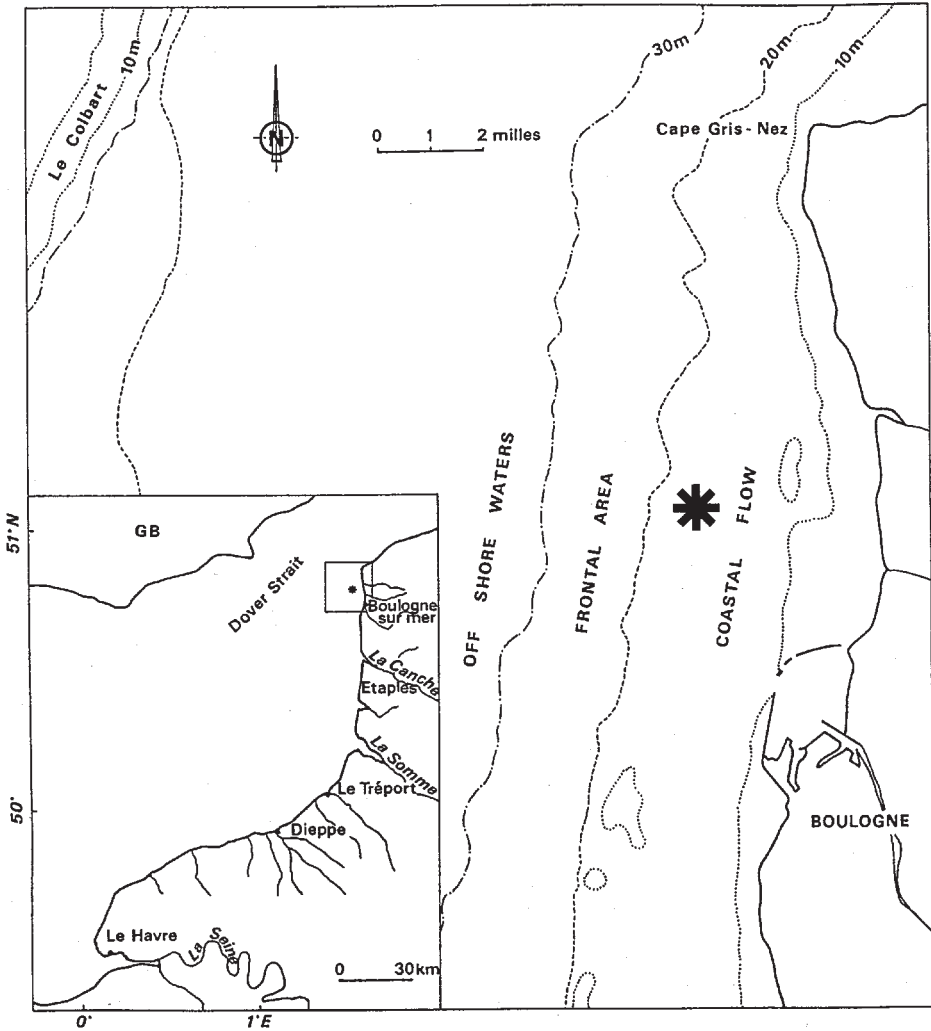 30m
20m
10m
10m
Le Colbart
N
0 1 2 milles
Cape Gris-Nez
OFF SHORE WATERS
FRONTAL AREA
COASTAL FLOW
BOULOGNE
51°N
GB
Dover Strait
Boulogne
sur mer
La Canche
Etaples
La Somme
Le Tréport
50°
Dieppe
Le Havre
La Seine
0 30km
0° 1°E